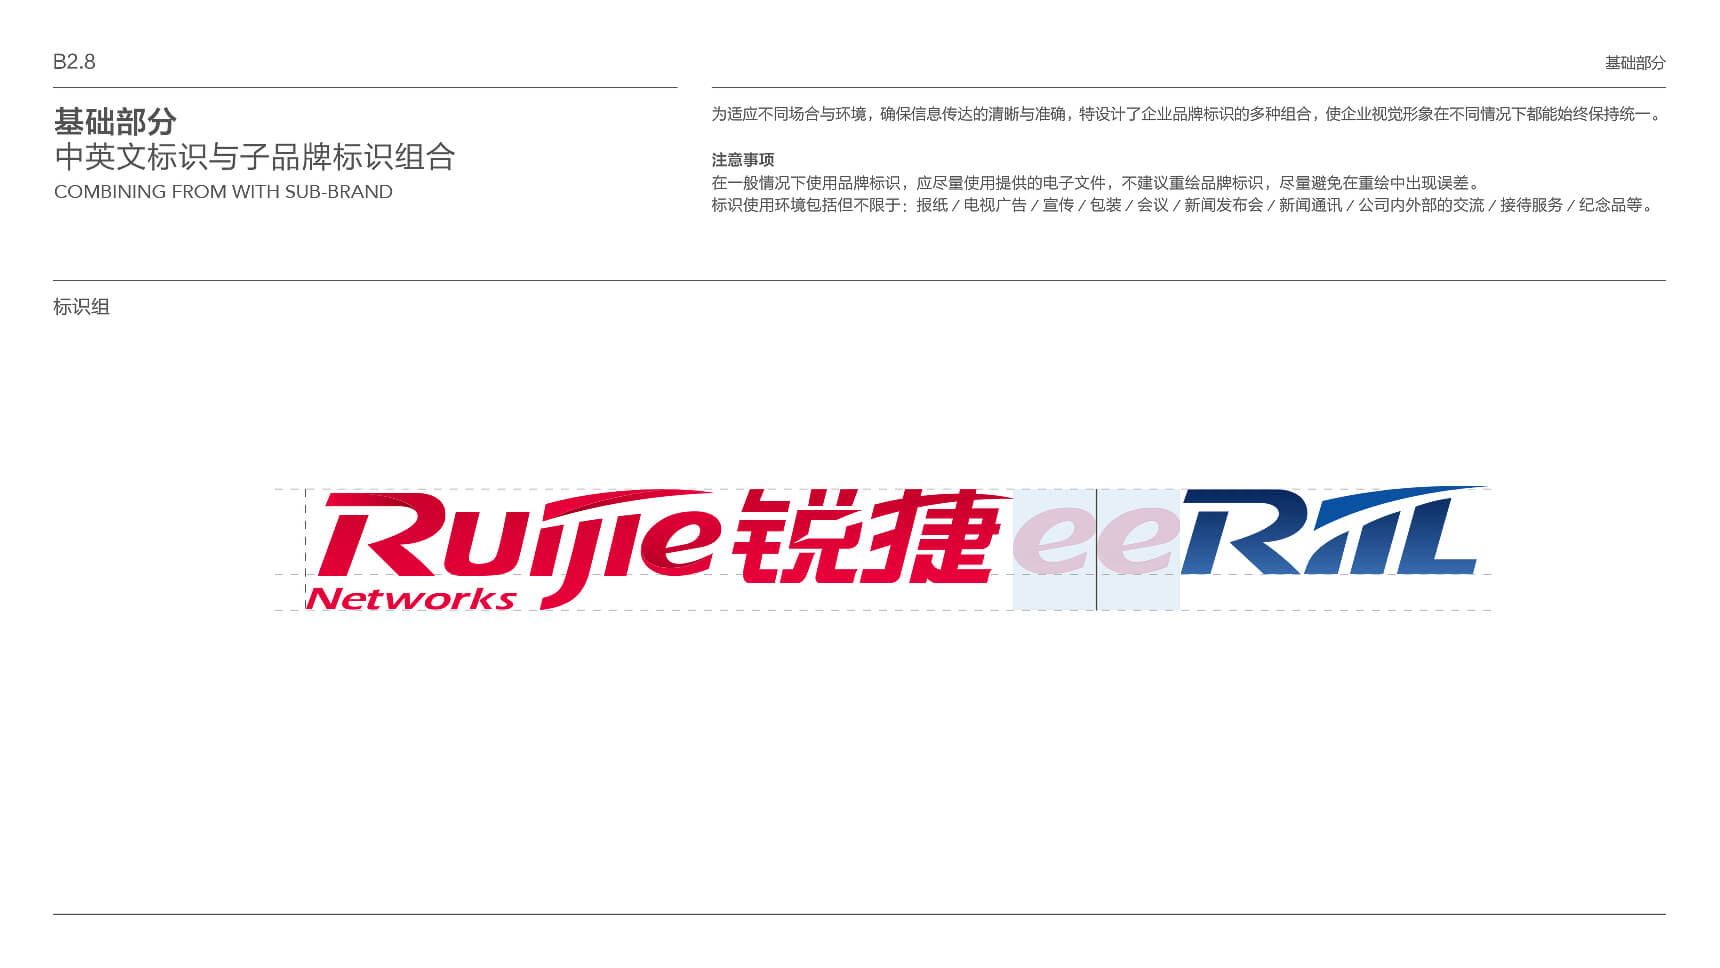 B2.8
基础部分
基础部分
中英文标识与子品牌标识组合
COMBINING FROM WITH SUB-BRAND
为适应不同场合与环境，确保信息传达的清晰与准确，特设计了企业品牌标识的多种组合，使企业视觉形象在不同情况下都能始终保持统一。
注意事项
在一般情况下使用品牌标识，应尽量使用提供的电子文件，不建议重绘品牌标识，尽量避免在重绘中出现误差。
标识使用环境包括但不限于：报纸 / 电视广告 / 宣传 / 包装 / 会议 / 新闻发布会 / 新闻通讯 / 公司内外部的交流 / 接待服务 / 纪念品等。
标识组
Ruijie 锐捷 ee RAIL
Networks